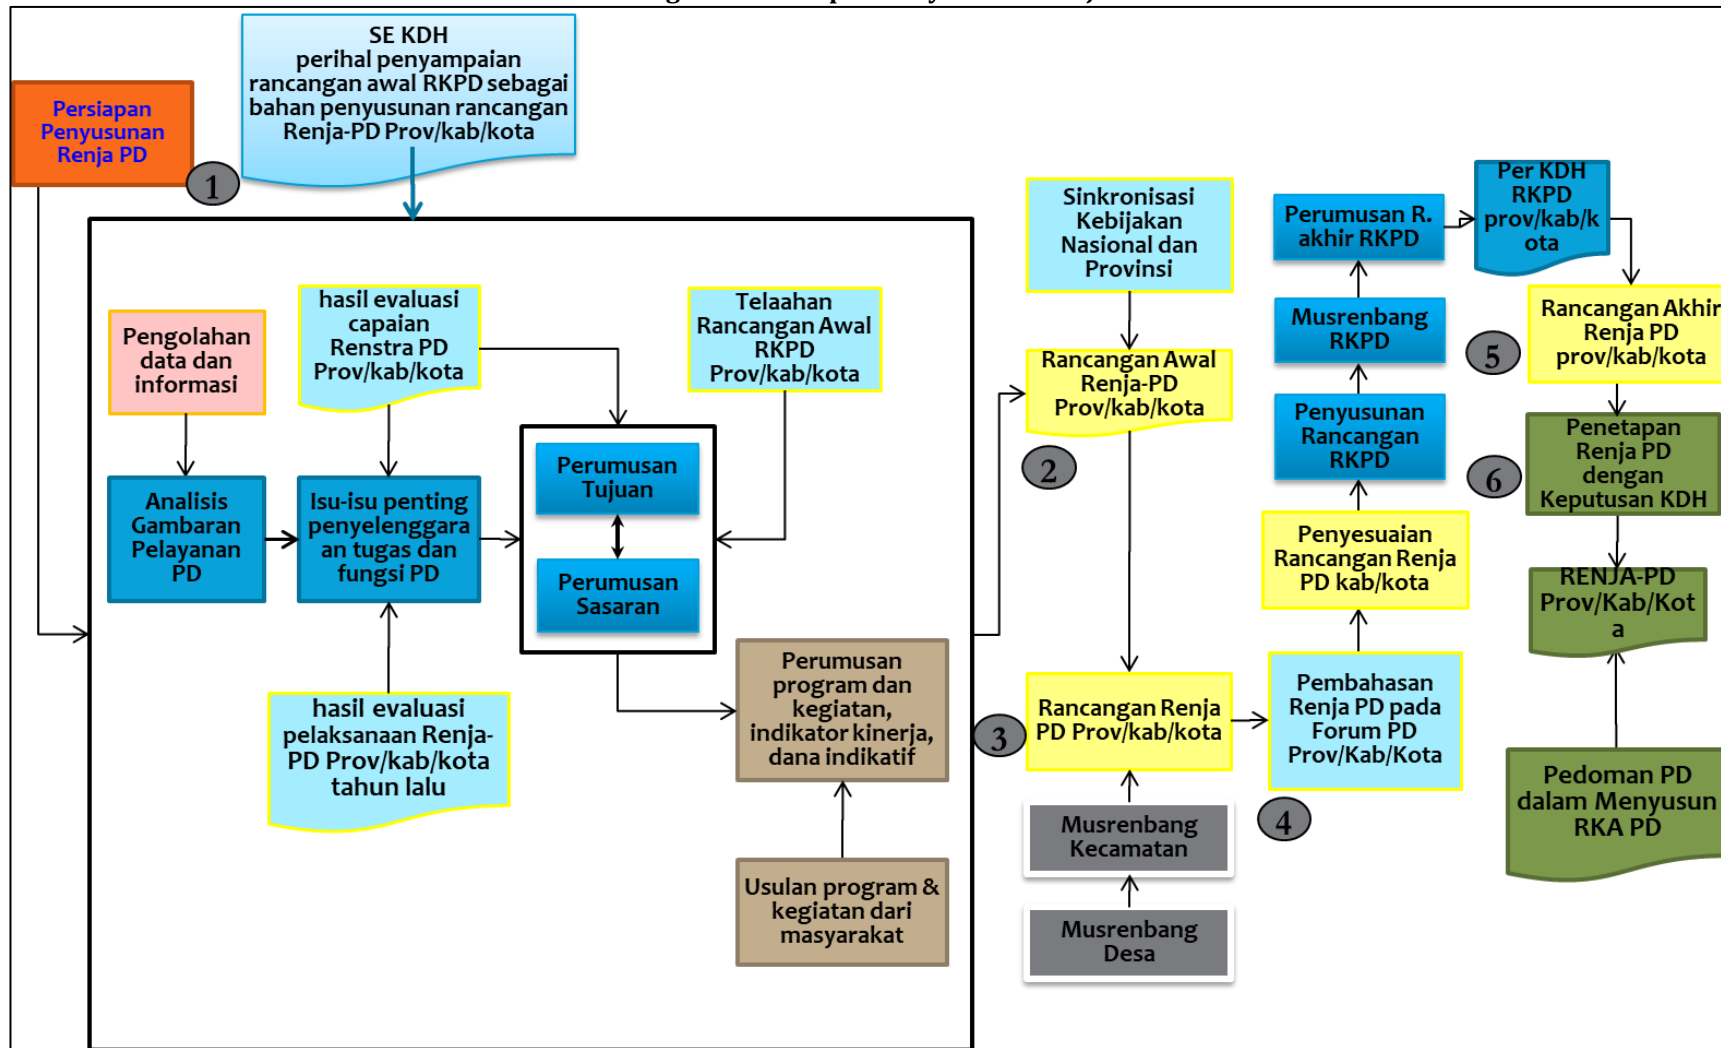 SE KDH
perihal penyampaian
rancangan awal RKPD sebagai
bahan penyusunan rancangan
Renja-PD Prov/kab/kota
Persiapan
Penyusunan
Renja PD
1
Pengolahan
data dan
informasi
hasil evaluasi
capaian
Renstra PD
Prov/kab/kota
Telaahan
Rancangan Awal
RKPD
Prov/kab/kota
Analisis
Gambaran
Pelayanan
PD
Isu-isu penting
penyelenggara
an tugas dan
fungsi PD
Perumusan
Tujuan
Perumusan
Sasaran
hasil evaluasi
pelaksanaan Renja-
PD Prov/kab/kota
tahun lalu
Perumusan
program dan
kegiatan,
indikator kinerja,
dana indikatif
Usulan program &
kegiatan dari
masyarakat
Sinkronisasi
Kebijakan
Nasional dan
Provinsi
Rancangan Awal
Renja-PD
Prov/kab/kota
2
3
Rancangan Renja
PD Prov/kab/kota
Musrenbang
Kecamatan
Musrenbang
Desa
Pembahasan
Renja PD pada
Forum PD
Prov/Kab/Kota
4
Penyesuaian
Rancangan Renja
PD kab/kota
Penyusunan
Rancangan
RKPD
Musrenbang
RKPD
Perumusan R.
akhir RKPD
Per KDH
RKPD
prov/kab/k
ota
5
Rancangan Akhir
Renja PD
prov/kab/kota
6
Penetapan
Renja PD
dengan
Keputusan KDH
RENJA-PD
Prov/Kab/Kot
a
Pedoman PD
dalam Menyusun
RKA PD